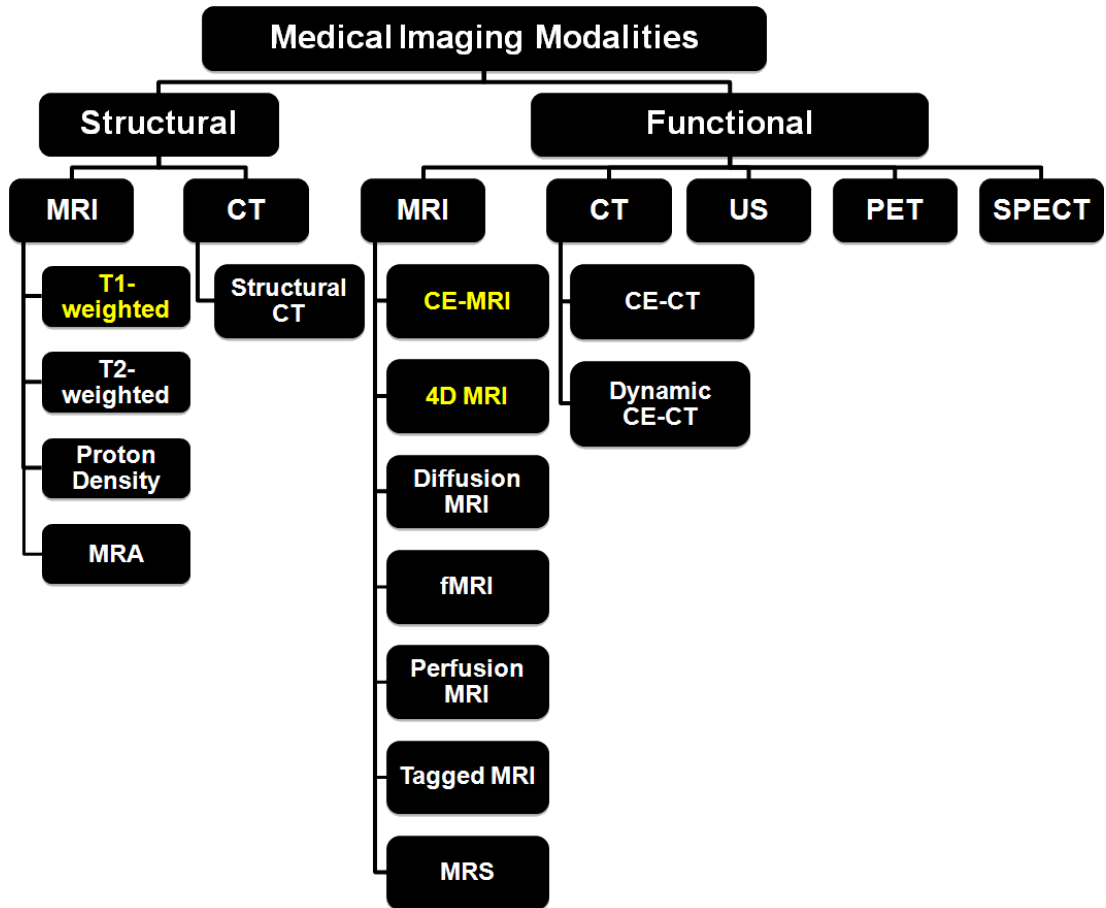 Medical Imaging Modalities
Structural
Functional
MRI
CT
MRI
CT
US
PET
SPECT
T1-
weighted
T2-
weighted
Proton
Density
MRA
Structural
CT
CE-MRI
4D MRI
Diffusion
MRI
fMRI
Perfusion
MRI
Tagged MRI
MRS
CE-CT
Dynamic
CE-CT